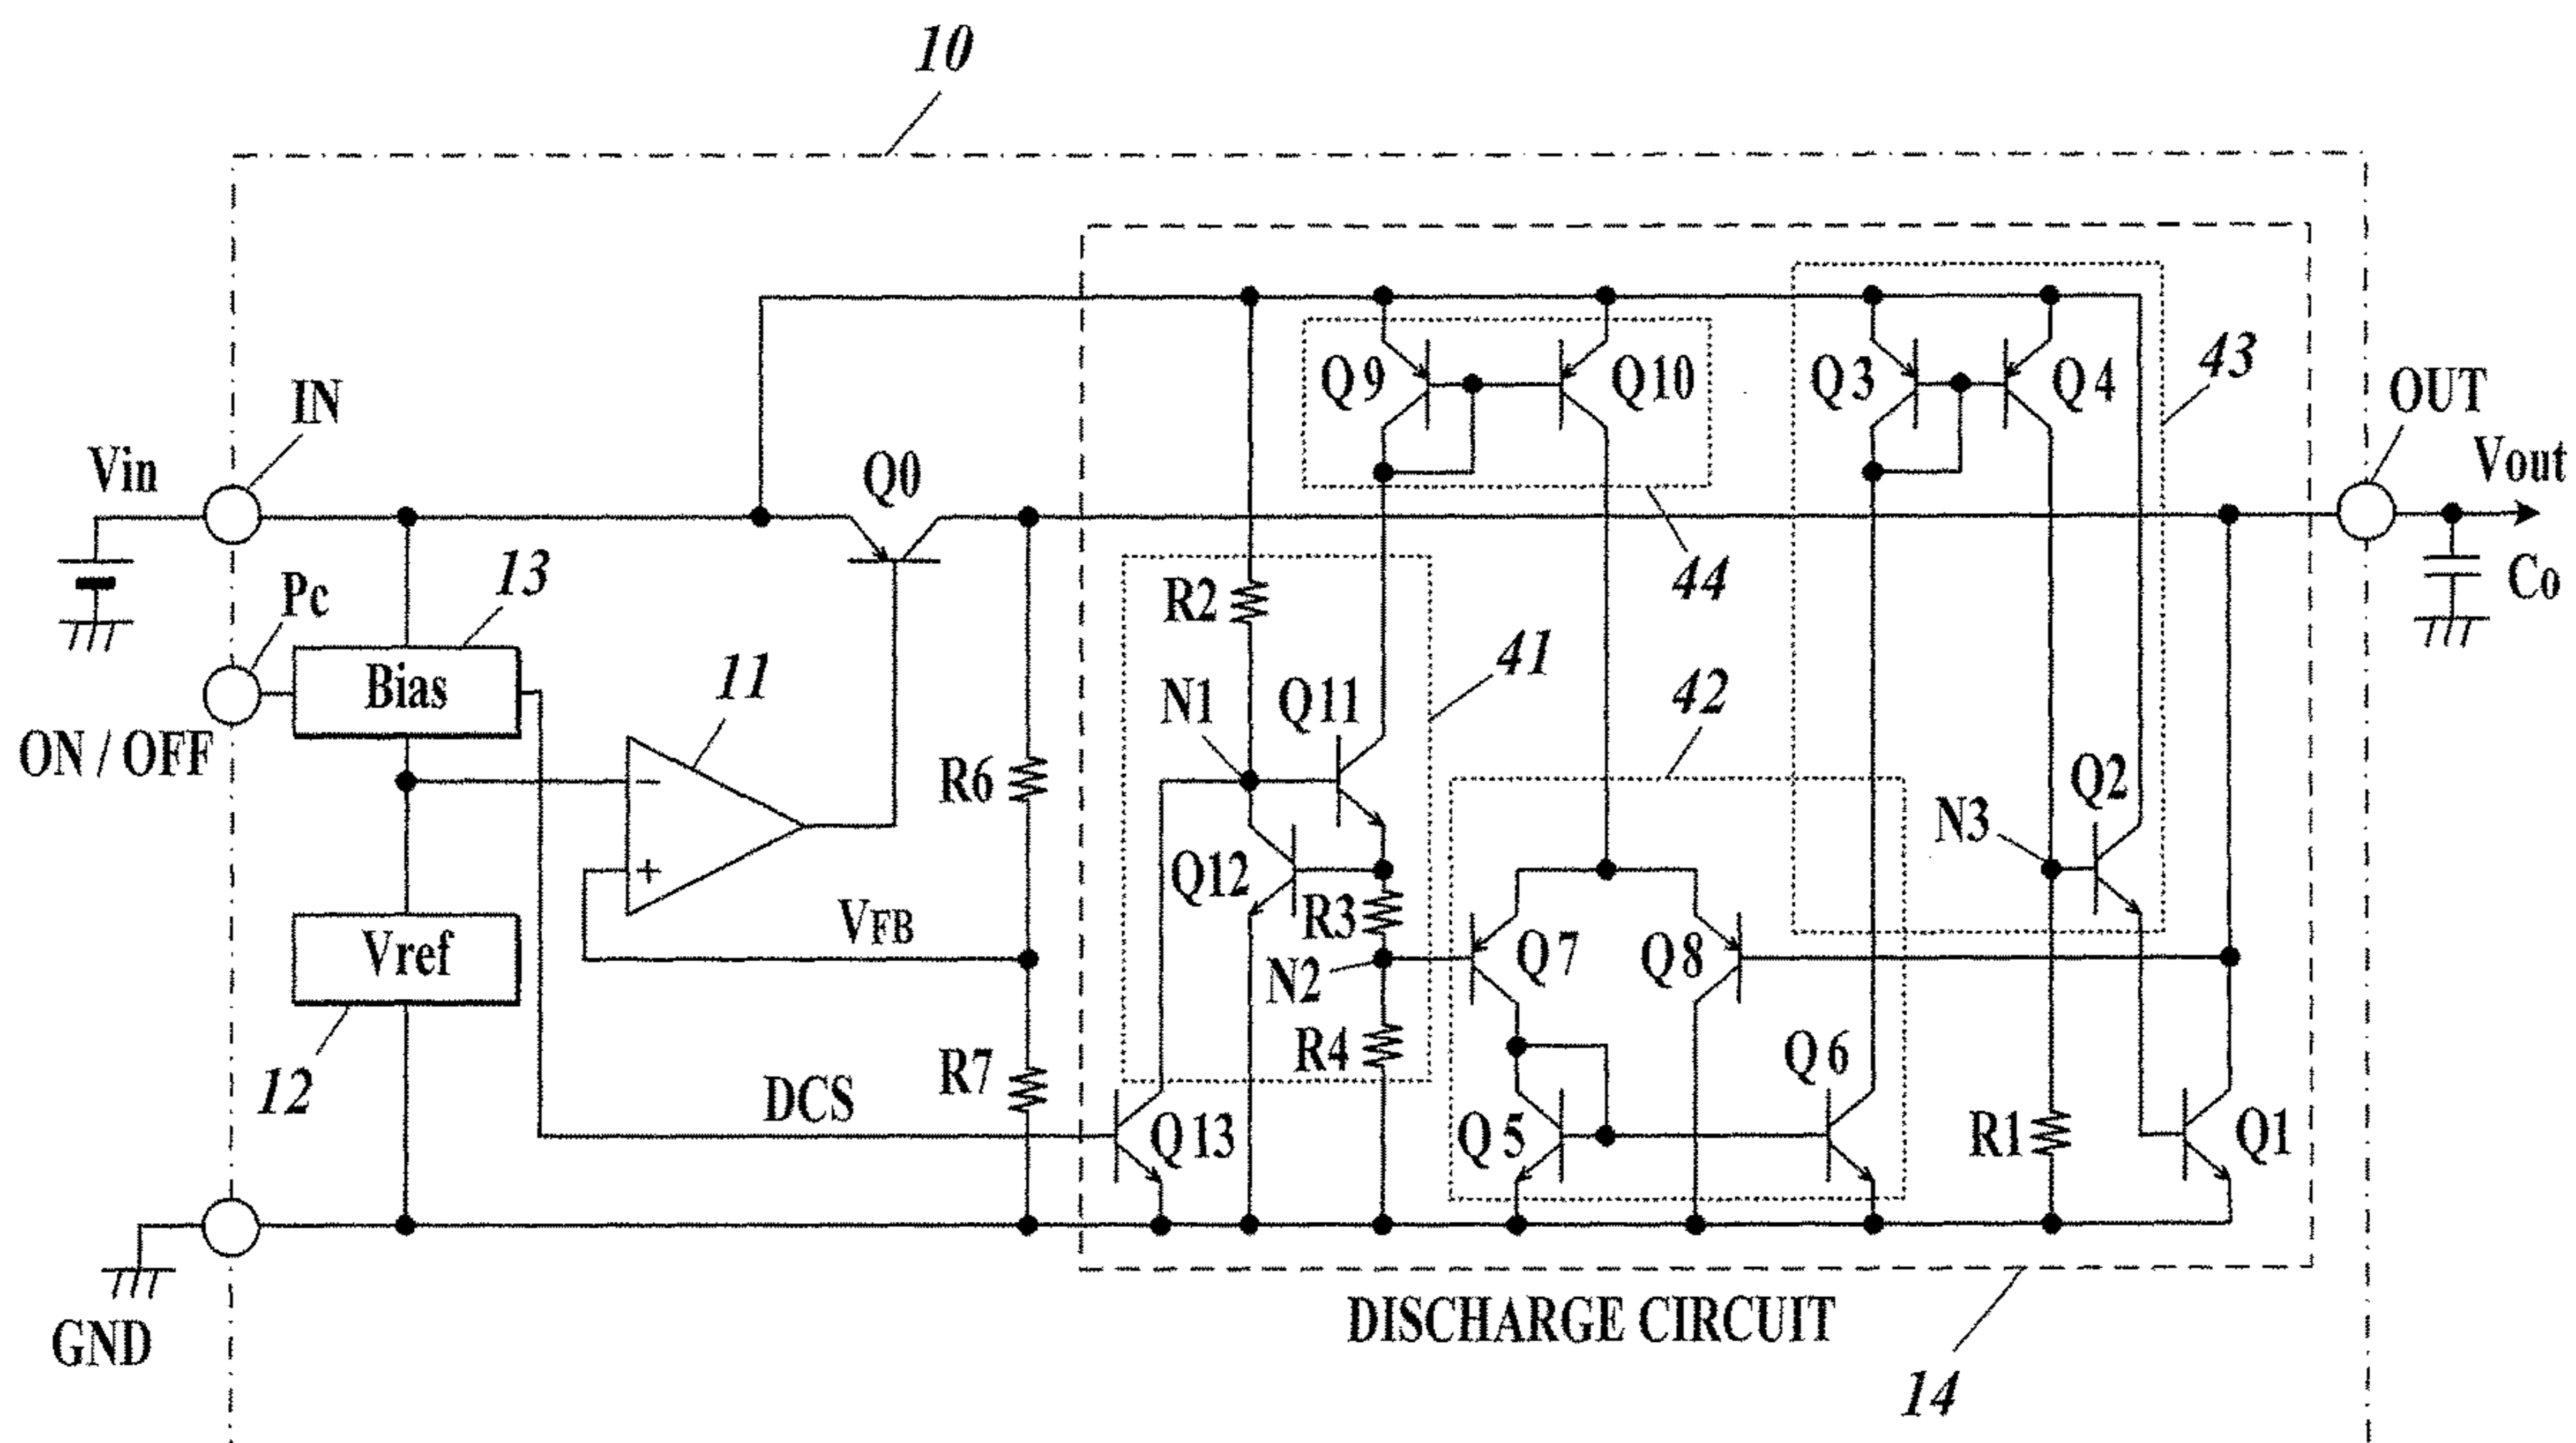 10
IN
Vin
Q0
Q9
Q10
Q3
Q4
43
OUT
Vout
Co
Pc
13
Bias
ON / OFF
11
−
+
R2
44
41
42
N1
Q11
R6
Q12
R3
N2
R4
Q7
Q8
N3
Q2
VFB
Vref
12
R7
DCS
Q13
Q5
Q6
R1
Q1
GND
DISCHARGE CIRCUIT
14